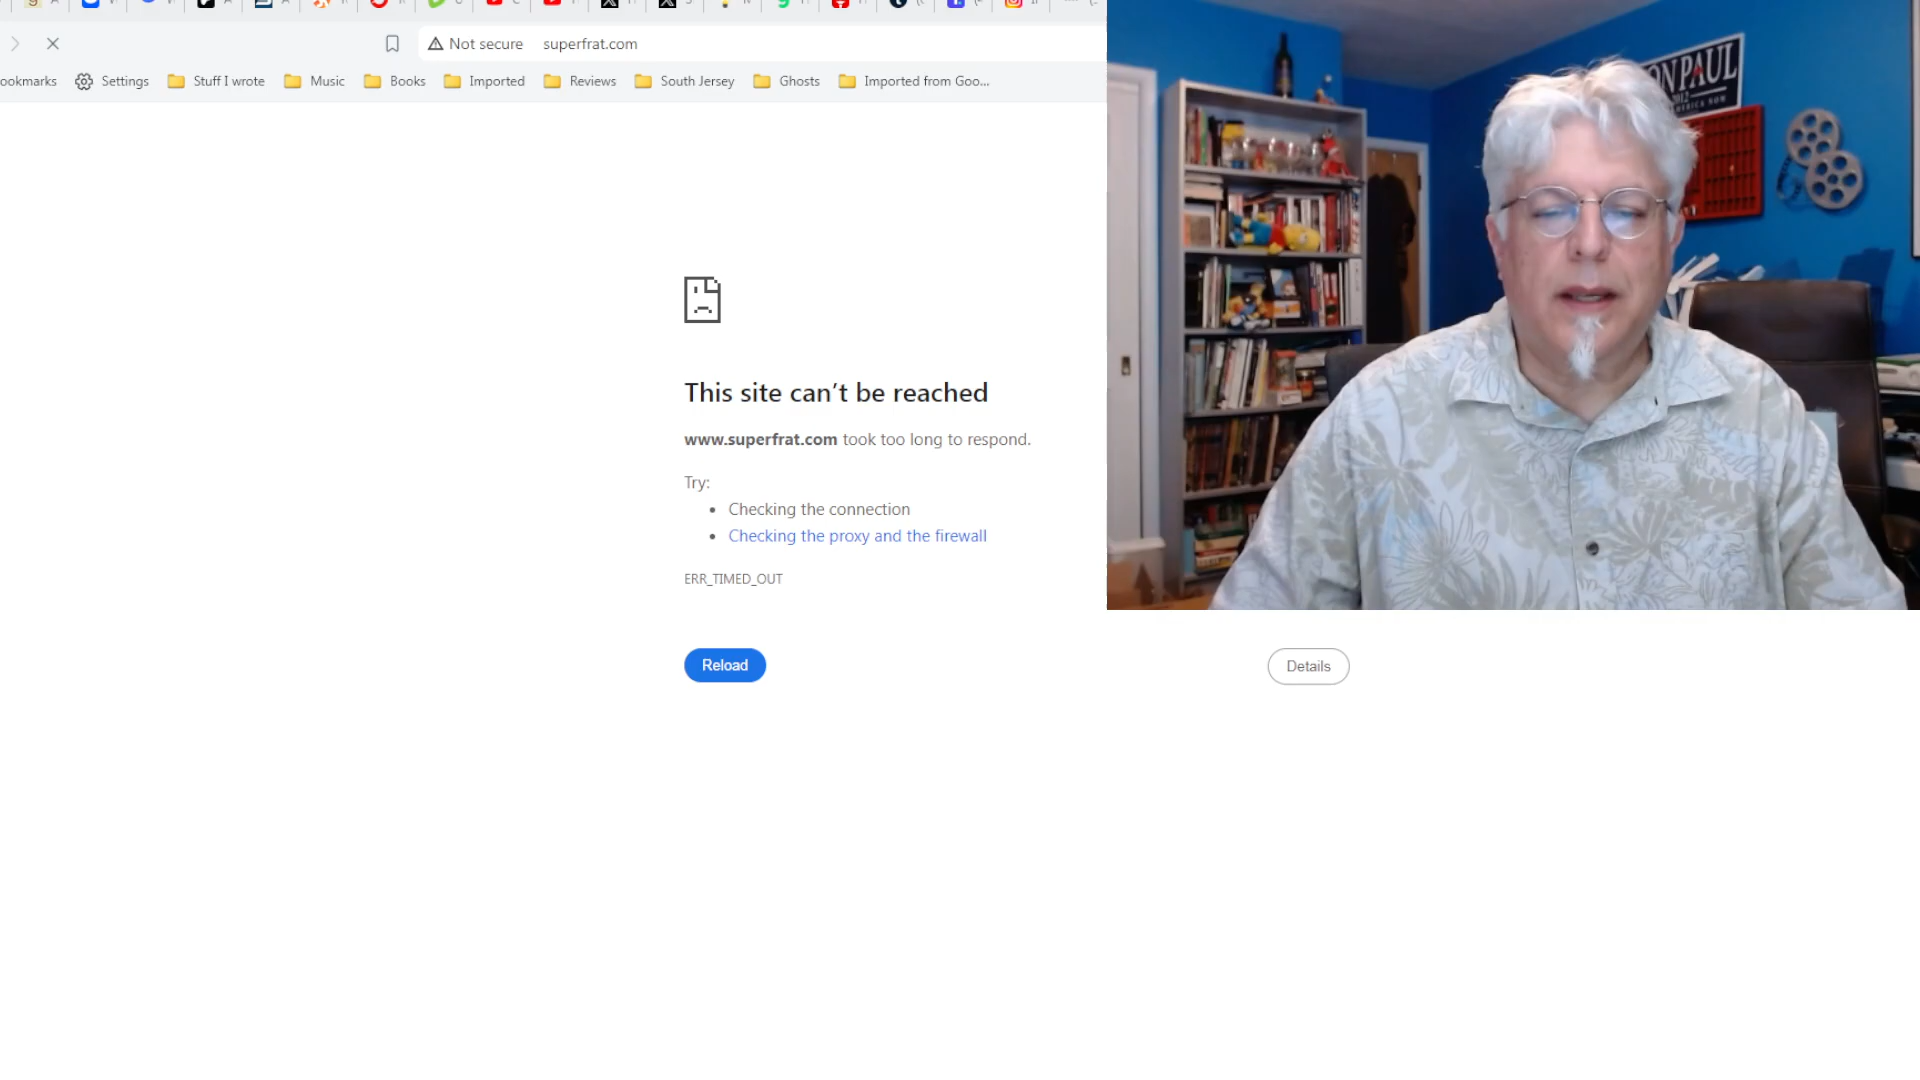 Not secure superfrat.com
ookmarks Settings Stuff I wrote Music Books Imported Reviews South Jersey Ghosts Imported from Goo...
ON PAUL
2012
This site can't be reached
www.superfrat.com took too long to respond.
Try:
• Checking the connection
• Checking the proxy and the firewall
ERR_TIMED_OUT
Reload Details